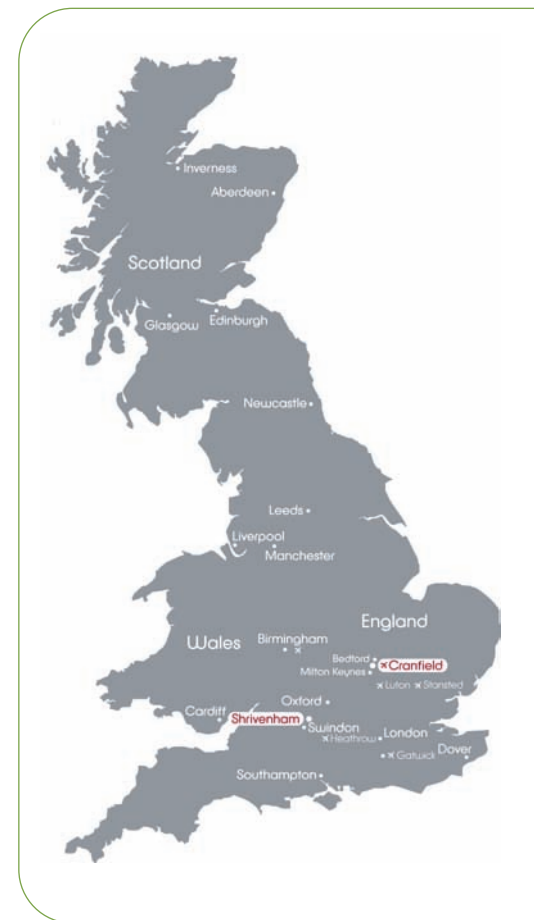 Inverness
Aberdeen
Scotland
Glasgow
Edinburgh
Newcastle
Leeds
Liverpool
Manchester
England
Wales
Birmingham
Bedford
Cranfield
Milton Keynes
Luton
Stansted
Oxford
Cardiff
Shrivenham
Swindon
Heathrow
London
Gatwick
Dover
Southampton